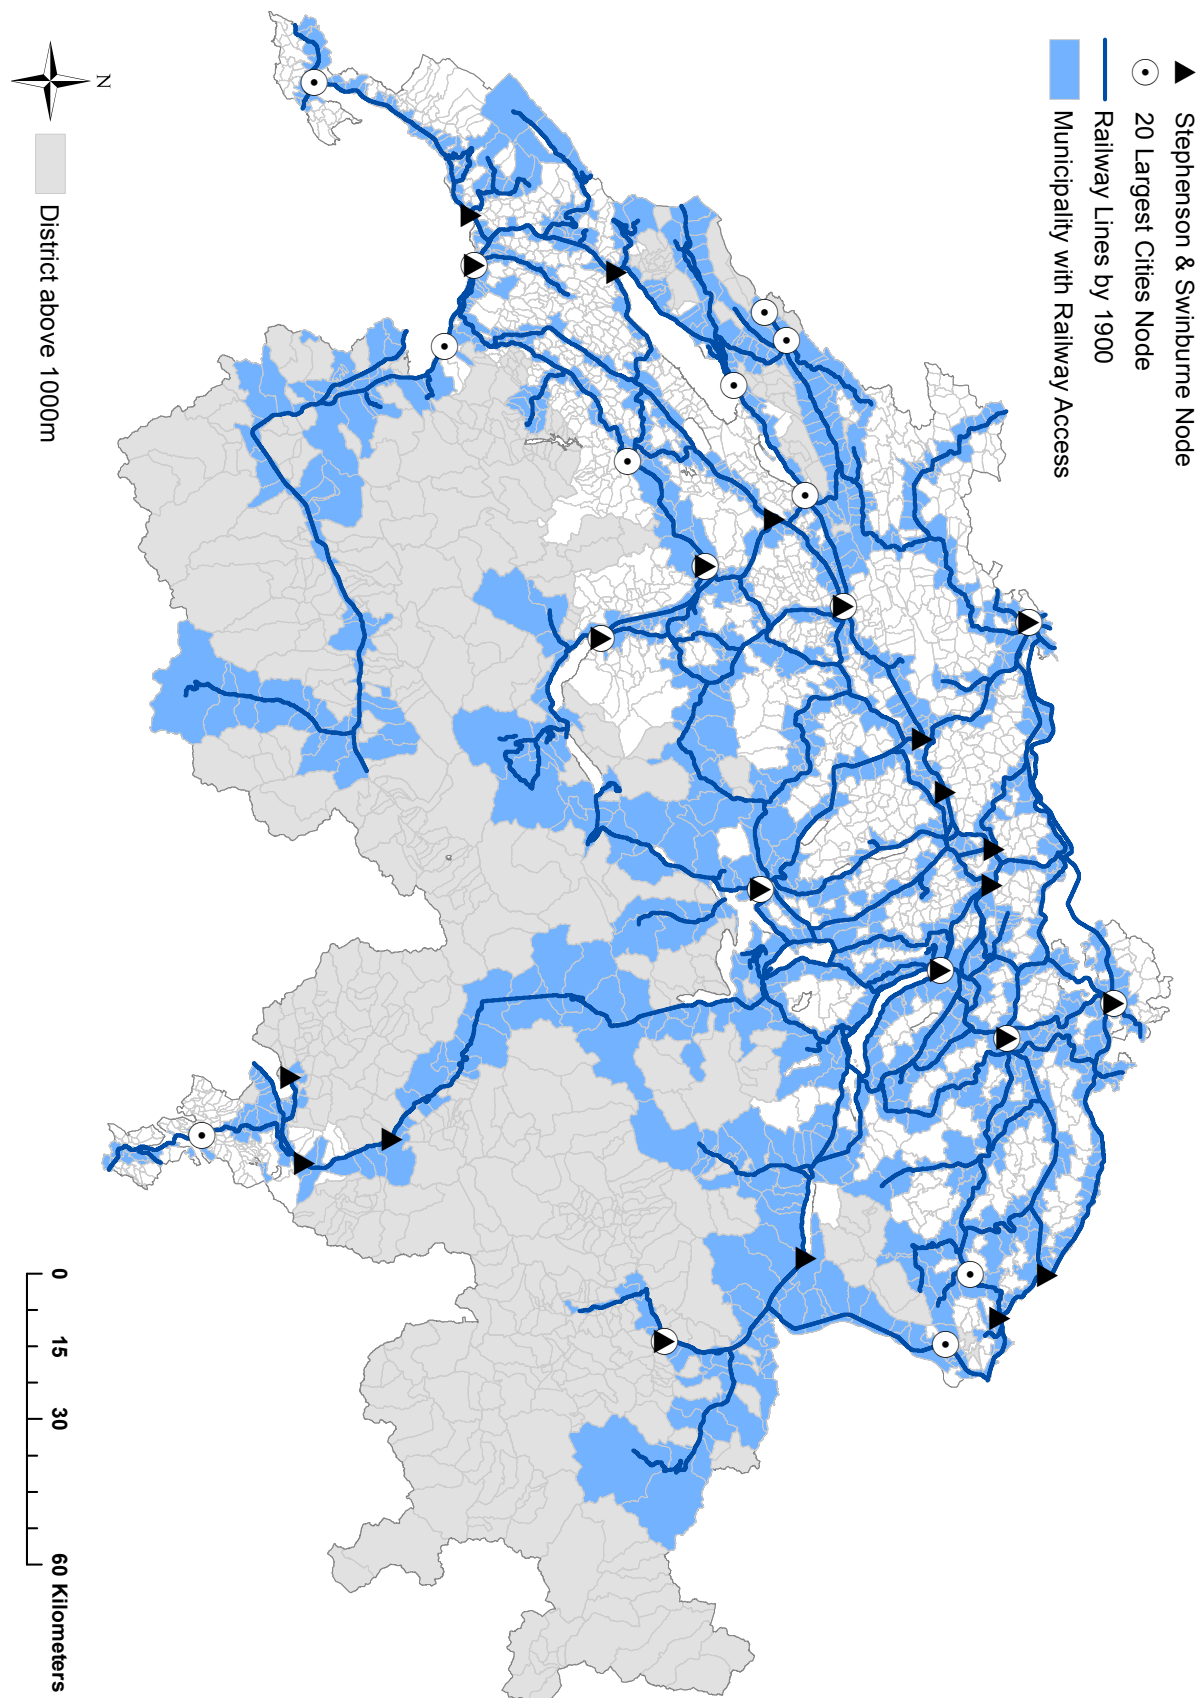 Stephenson & Swinburne Node
20 Largest Cities Node
Railway Lines by 1900
Municipality with Railway Access
District above 1000m
N
0 15 30 60 Kilometers